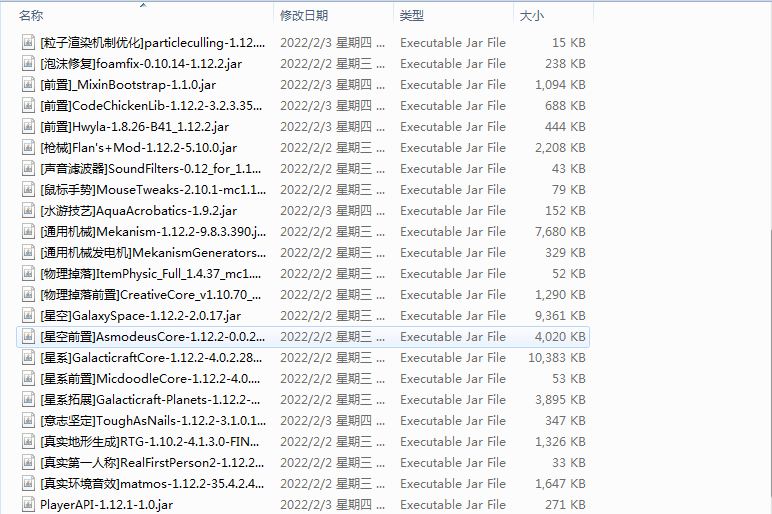 名称 修改日期 类型 大小
[粒子渲染机制优化]particleculling-1.12.... 2022/2/3 星期四 ... Executable Jar File 15 KB
[泡沫修复]foamfix-0.10.14-1.12.2.jar 2022/2/2 星期三 ... Executable Jar File 238 KB
[前置]_MixinBootstrap-1.1.0.jar 2022/2/2 星期三 ... Executable Jar File 1,094 KB
[前置]CodeChickenLib-1.12.2-3.2.3.35... 2022/2/2 星期三 ... Executable Jar File 688 KB
[前置]Hwyla-1.8.26-B41_1.12.2.jar 2022/2/2 星期三 ... Executable Jar File 444 KB
[枪械]Flan's+Mod-1.12.2-5.10.0.jar 2022/2/2 星期三 ... Executable Jar File 2,208 KB
[声音滤波器]SoundFilters-0.12_for_1.1... 2022/2/2 星期三 ... Executable Jar File 43 KB
[鼠标手势]MouseTweaks-2.10.1-mc1.1... 2022/2/2 星期三 ... Executable Jar File 79 KB
[水游技艺]AquaAcrobatics-1.9.2.jar 2022/2/3 星期四 ... Executable Jar File 152 KB
[通用机械]Mekanism-1.12.2-9.8.3.390.j... 2022/2/2 星期三 ... Executable Jar File 7,680 KB
[通用机械发电机]MekanismGenerators... 2022/2/2 星期三 ... Executable Jar File 329 KB
[物理掉落]ItemPhysic_Full_1.4.37_mc1.... 2022/2/2 星期三 ... Executable Jar File 52 KB
[物理掉落前置]CreativeCore_v1.10.70_... 2022/2/2 星期三 ... Executable Jar File 1,290 KB
[星空]GalaxySpace-1.12.2-2.0.17.jar 2022/2/2 星期三 ... Executable Jar File 9,361 KB
[星空前置]AsmodeusCore-1.12.2-0.0.2... 2022/2/2 星期三 ... Executable Jar File 4,020 KB
[星系]GalacticraftCore-1.12.2-4.0.2.28... 2022/2/2 星期三 ... Executable Jar File 10,383 KB
[星系前置]MicdoodleCore-1.12.2-4.0.... 2022/2/2 星期三 ... Executable Jar File 53 KB
[星系拓展]Galacticraft-Planets-1.12.2-... 2022/2/2 星期三 ... Executable Jar File 3,895 KB
[意志坚定]ToughAsNails-1.12.2-3.1.0.1... 2022/2/3 星期四 ... Executable Jar File 347 KB
[真实地形生成]RTG-1.10.2-4.1.3.0-FIN... 2022/2/2 星期三 ... Executable Jar File 1,326 KB
[真实第一人称]RealFirstPerson2-1.12.2... 2022/2/2 星期三 ... Executable Jar File 33 KB
[真实环境音效]matmos-1.12.2-35.4.2.4... 2022/2/2 星期三 ... Executable Jar File 1,647 KB
PlayerAPI-1.12.1-1.0.jar 2022/2/3 星期四 ... Executable Jar File 271 KB